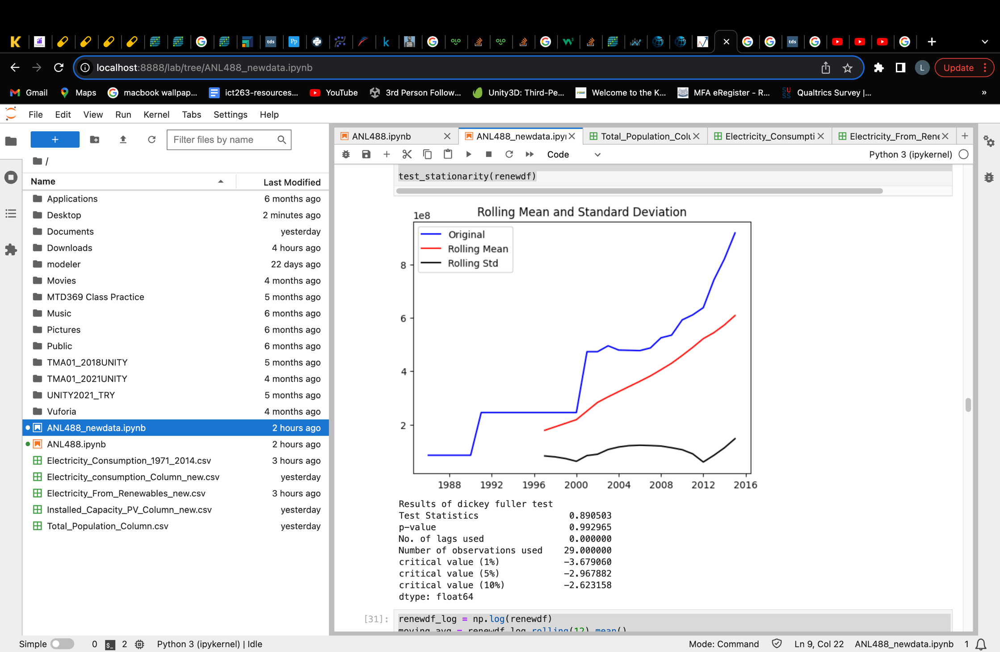 localhost:8888/lab/tree/ANL488_newdata.ipynb
L
Update
Gmail
Maps
macbook wallpap...
ict263-resources...
YouTube
3rd Person Follow...
Unity3D: Third-Pe...
Welcome to the K...
MFA eRegister - R...
Qualtrics Survey |...
»
File Edit View Run Kernel Tabs Settings Help
+
Filter files by name
/
Name Last Modified
Applications 6 months ago
Desktop 2 minutes ago
Documents yesterday
Downloads 4 hours ago
modeler 22 days ago
Movies 4 months ago
MTD369 Class Practice 5 months ago
Music 6 months ago
Pictures 6 months ago
Public 6 months ago
TMA01_2018UNITY 5 months ago
TMA01_2021UNITY 4 months ago
UNITY2021_TRY 5 months ago
Vuforia 4 months ago
ANL488_newdata.ipynb 2 hours ago
ANL488.ipynb 2 hours ago
Electricity_Consumption_1971_2014.csv 3 hours ago
Electricity_consumption_Column_new.csv yesterday
Electricity_From_Renewables_new.csv 3 hours ago
Installed_Capacity_PV_Column_new.csv yesterday
Total_Population_Column.csv yesterday
ANL488.ipynb
ANL488_newdata.ipyn
Total_Population_Colu
Electricity_Consumpti
Electricity_From_Rene
Code
Python 3 (ipykernel)
test_stationarity(renewdf)
Rolling Mean and Standard Deviation
1e8
Original
Rolling Mean
Rolling Std
8
6
4
2
1988 1992 1996 2000 2004 2008 2012 2016
Results of dickey fuller test
Test Statistics 0.890503
p-value 0.992965
No. of lags used 0.000000
Number of observations used 29.000000
critical value (1%) -3.679060
critical value (5%) -2.967882
critical value (10%) -2.623158
dtype: float64
[31]:
renewdf_log = np.log(renewdf)
moving_avg = renewdf_log.rolling(12).mean()
Simple 0 $_ 2 Python 3 (ipykernel) | Idle
Mode: Command Ln 9, Col 22 ANL488_newdata.ipynb 1